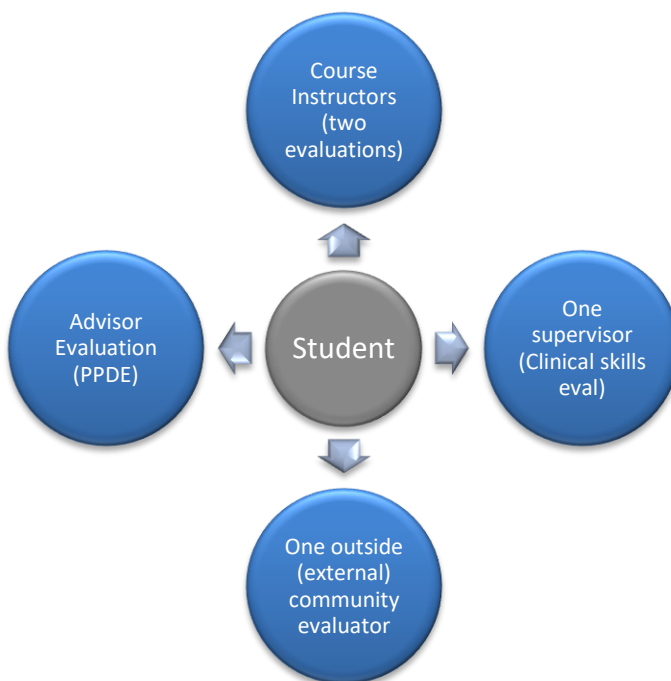 Course
Instructors
(two
evaluations)
Advisor
Evaluation
(PPDE)
Student
One
supervisor
(Clinical skills
eval)
One outside
(external)
community
evaluator